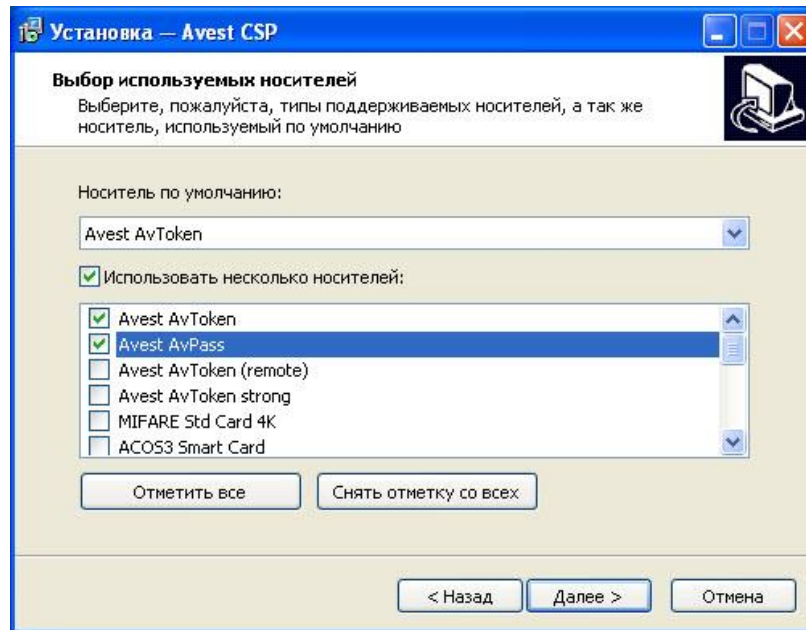 Установка — Avest CSP
Выбор используемых носителей
Выберите, пожалуйста, типы поддерживаемых носителей, а так же
носитель, используемый по умолчанию
Носитель по умолчанию:
Avest AvToken
Использовать несколько носителей:
Avest AvToken
Avest AvPass
Avest AvToken (remote)
Avest AvToken strong
MIFARE Std Card 4K
ACOS3 Smart Card
Отметить все
Снять отметку со всех
< Назад
Далее >
Отмена